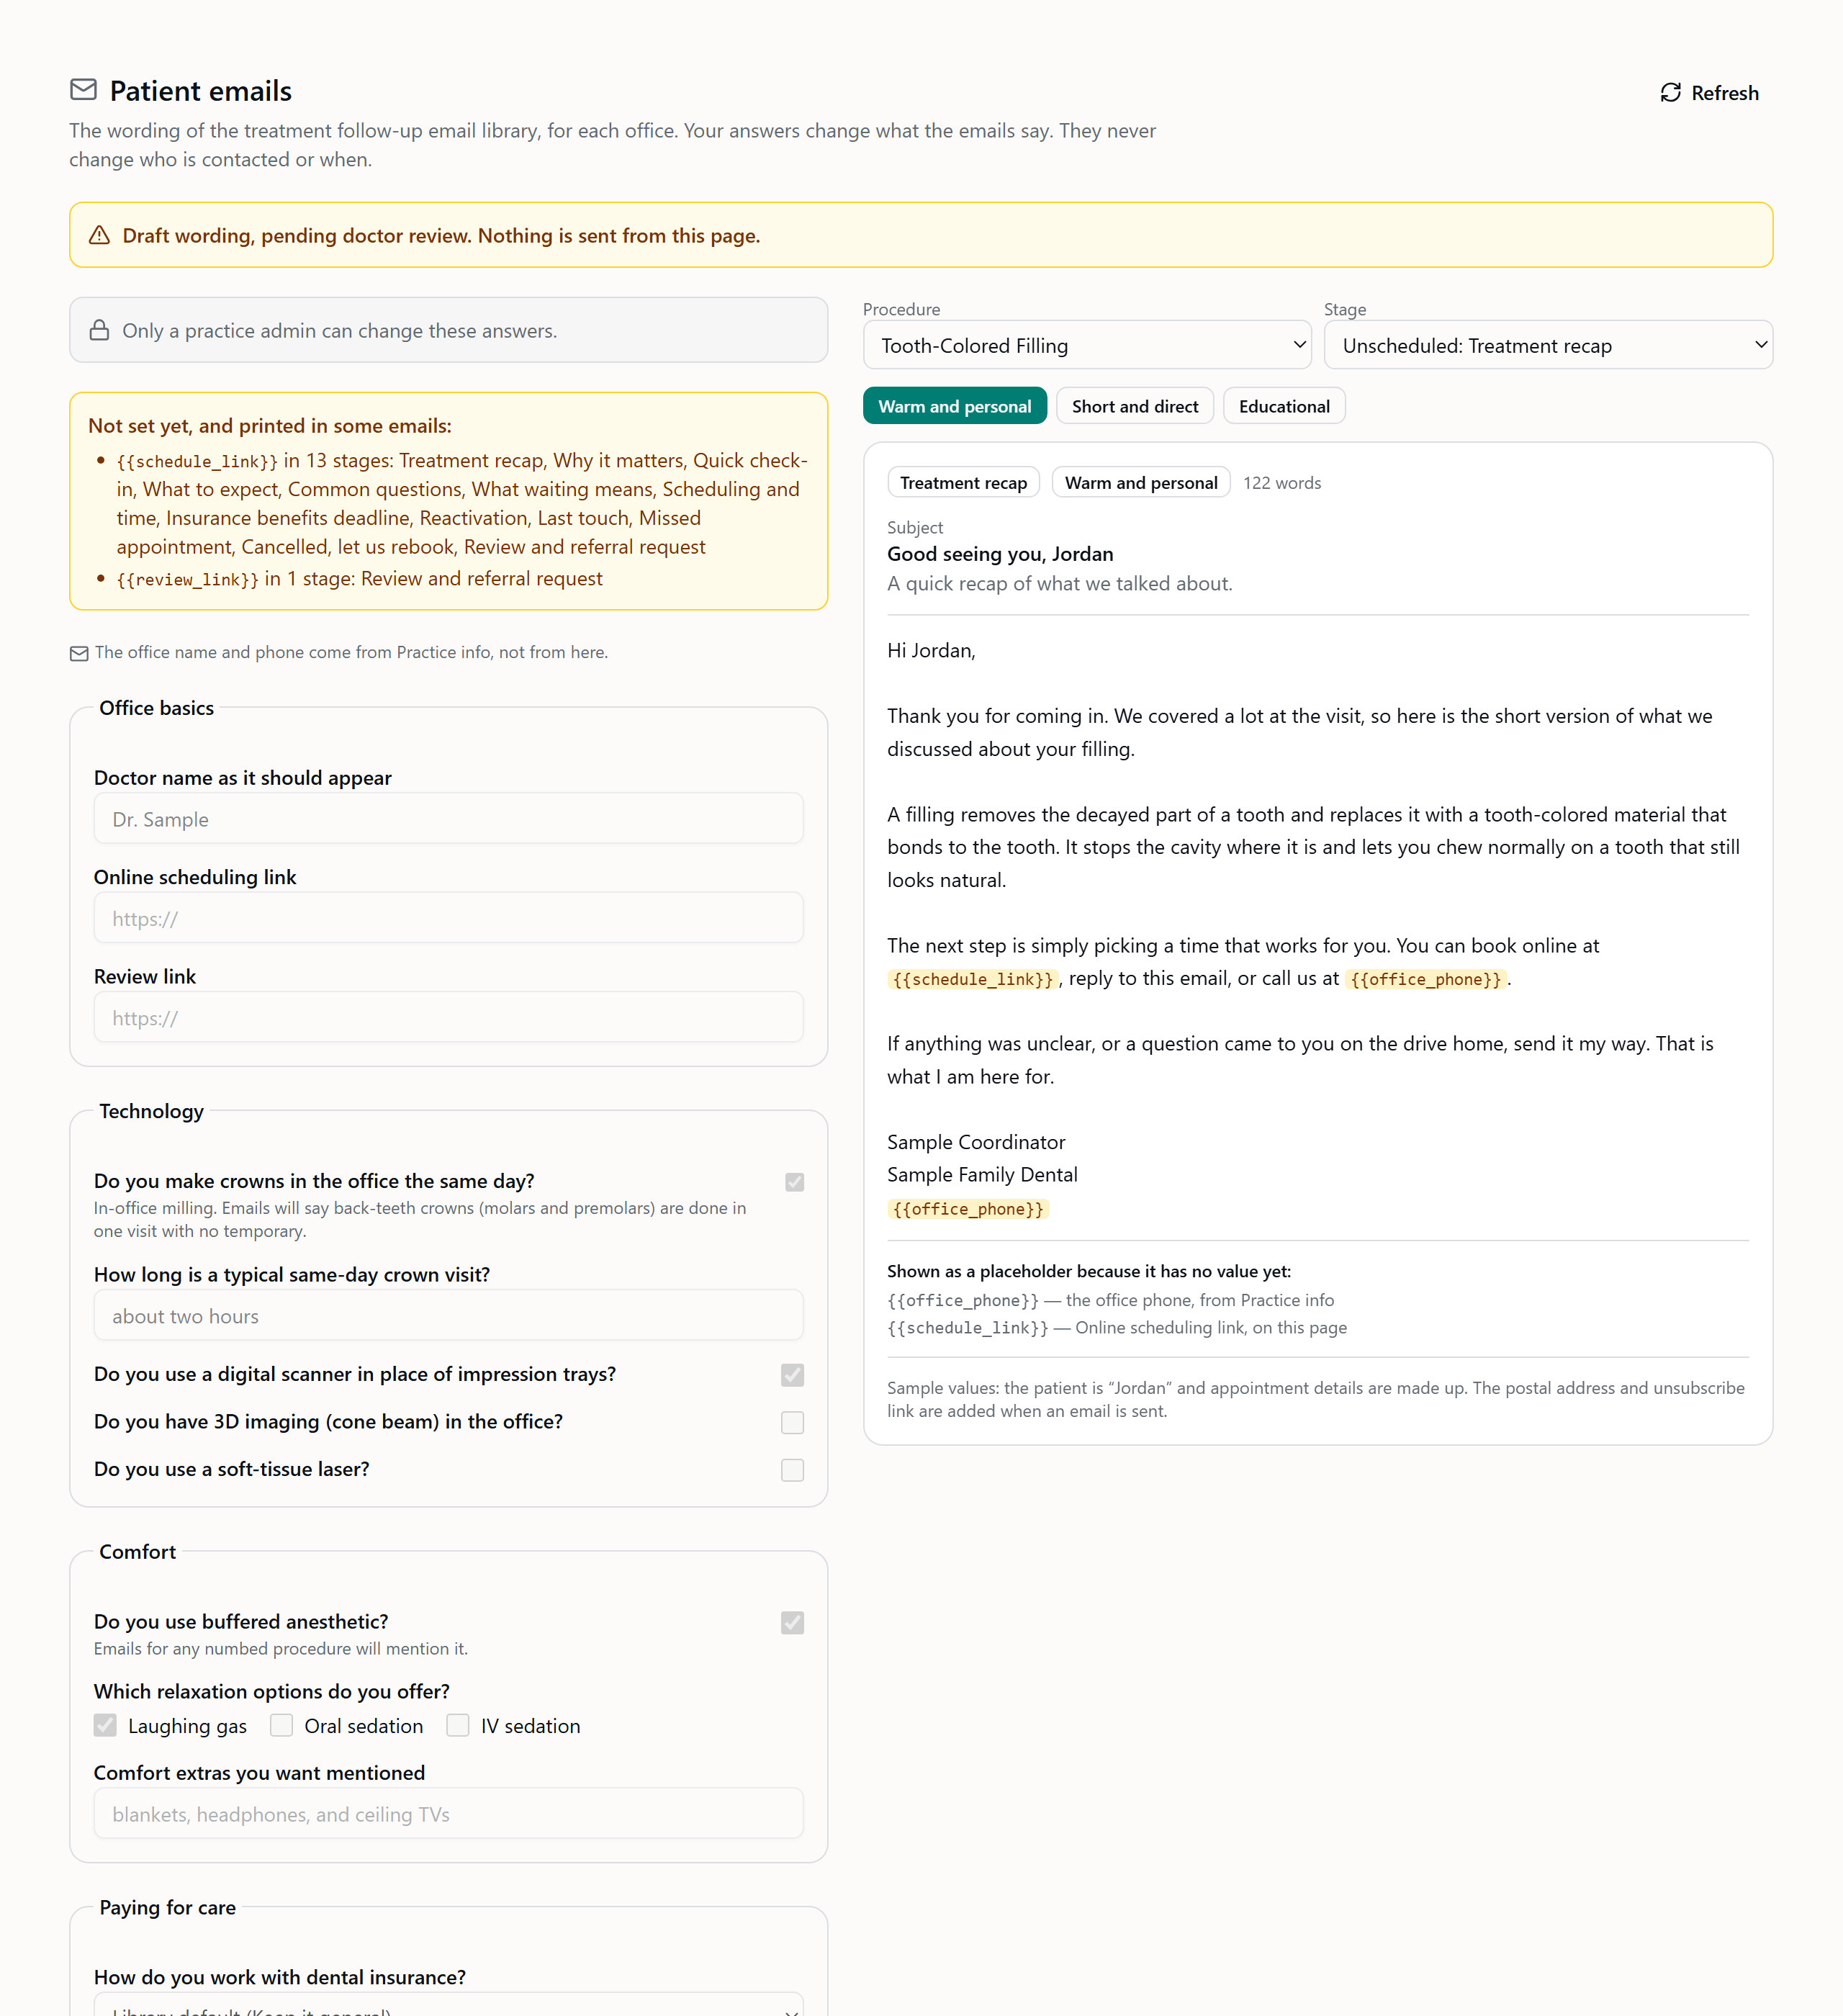 Patient emails
Refresh
The wording of the treatment follow-up email library, for each office. Your answers change what the emails say. They never
change who is contacted or when.
Draft wording, pending doctor review. Nothing is sent from this page.
Only a practice admin can change these answers.
Not set yet, and printed in some emails:
{{schedule_link}} in 13 stages: Treatment recap, Why it matters, Quick check-
in, What to expect, Common questions, What waiting means, Scheduling and
time, Insurance benefits deadline, Reactivation, Last touch, Missed
appointment, Cancelled, let us rebook, Review and referral request
{{review_link}} in 1 stage: Review and referral request
The office name and phone come from Practice info, not from here.
Office basics
Doctor name as it should appear
Dr. Sample
Online scheduling link
https://
Review link
https://
Technology
Do you make crowns in the office the same day?
In-office milling. Emails will say back-teeth crowns (molars and premolars) are done in
one visit with no temporary.
How long is a typical same-day crown visit?
about two hours
Do you use a digital scanner in place of impression trays?
Do you have 3D imaging (cone beam) in the office?
Do you use a soft-tissue laser?
Comfort
Do you use buffered anesthetic?
Emails for any numbed procedure will mention it.
Which relaxation options do you offer?
Laughing gas Oral sedation IV sedation
Comfort extras you want mentioned
blankets, headphones, and ceiling TVs
Paying for care
How do you work with dental insurance?
Library default (Keep it general)
Procedure
Tooth-Colored Filling
Stage
Unscheduled: Treatment recap
Warm and personal Short and direct Educational
Treatment recap Warm and personal 122 words
Subject
Good seeing you, Jordan
A quick recap of what we talked about.
Hi Jordan,
Thank you for coming in. We covered a lot at the visit, so here is the short version of what we
discussed about your filling.
A filling removes the decayed part of a tooth and replaces it with a tooth-colored material that
bonds to the tooth. It stops the cavity where it is and lets you chew normally on a tooth that still
looks natural.
The next step is simply picking a time that works for you. You can book online at
{{schedule_link}}, reply to this email, or call us at {{office_phone}}.
If anything was unclear, or a question came to you on the drive home, send it my way. That is
what I am here for.
Sample Coordinator
Sample Family Dental
{{office_phone}}
Shown as a placeholder because it has no value yet:
{{office_phone}} — the office phone, from Practice info
{{schedule_link}} — Online scheduling link, on this page
Sample values: the patient is “Jordan” and appointment details are made up. The postal address and unsubscribe
link are added when an email is sent.